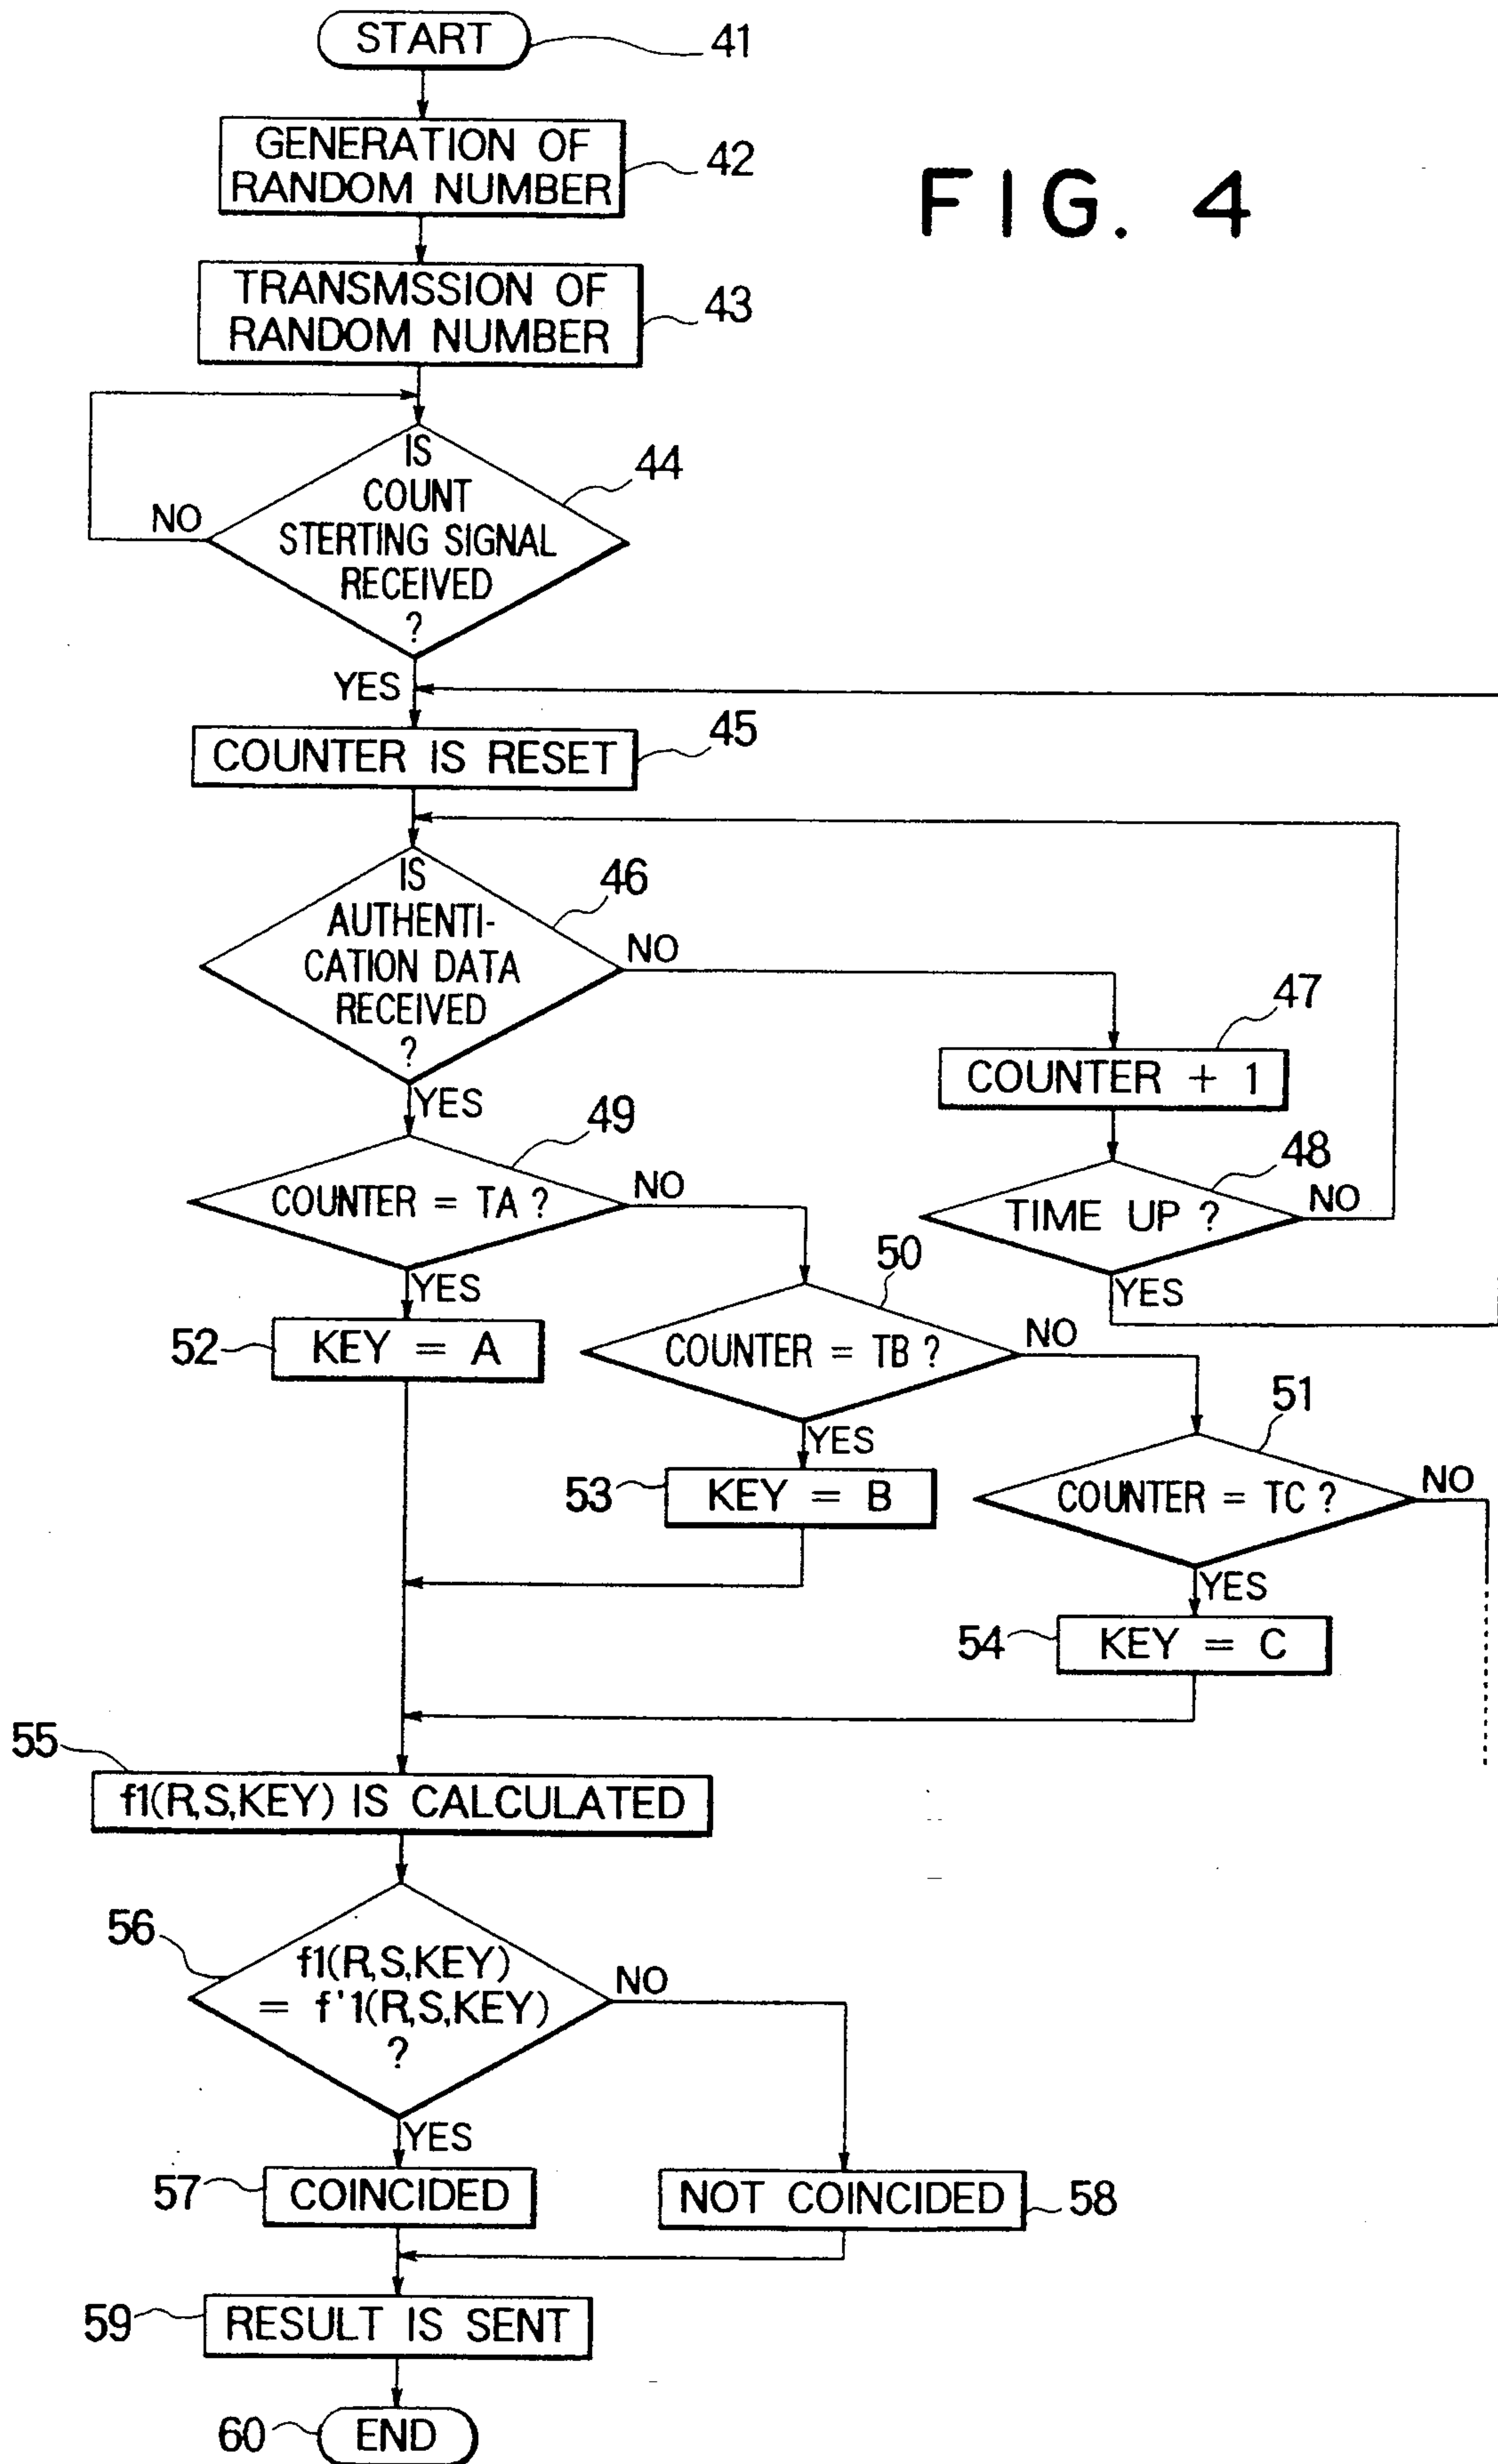 START
41
GENERATION OF
RANDOM NUMBER
42
FIG. 4
TRANSMSSION OF
RANDOM NUMBER
43
IS
COUNT
STERTING SIGNAL
RECEIVED
?
44
NO
YES
COUNTER IS RESET
45
IS
AUTHENTI-
CATION DATA
RECEIVED
?
46
NO
YES
47
COUNTER + 1
48
TIME UP ?
NO
YES
49
COUNTER = TA ?
NO
YES
50
COUNTER = TB ?
NO
YES
51
COUNTER = TC ?
NO
YES
52
KEY = A
53
KEY = B
54
KEY = C
55
f1(R,S,KEY) IS CALCULATED
56
f1(R,S,KEY)
= f'1(R,S,KEY)
?
NO
YES
57
COINCIDED
NOT COINCIDED
58
59
RESULT IS SENT
60
END